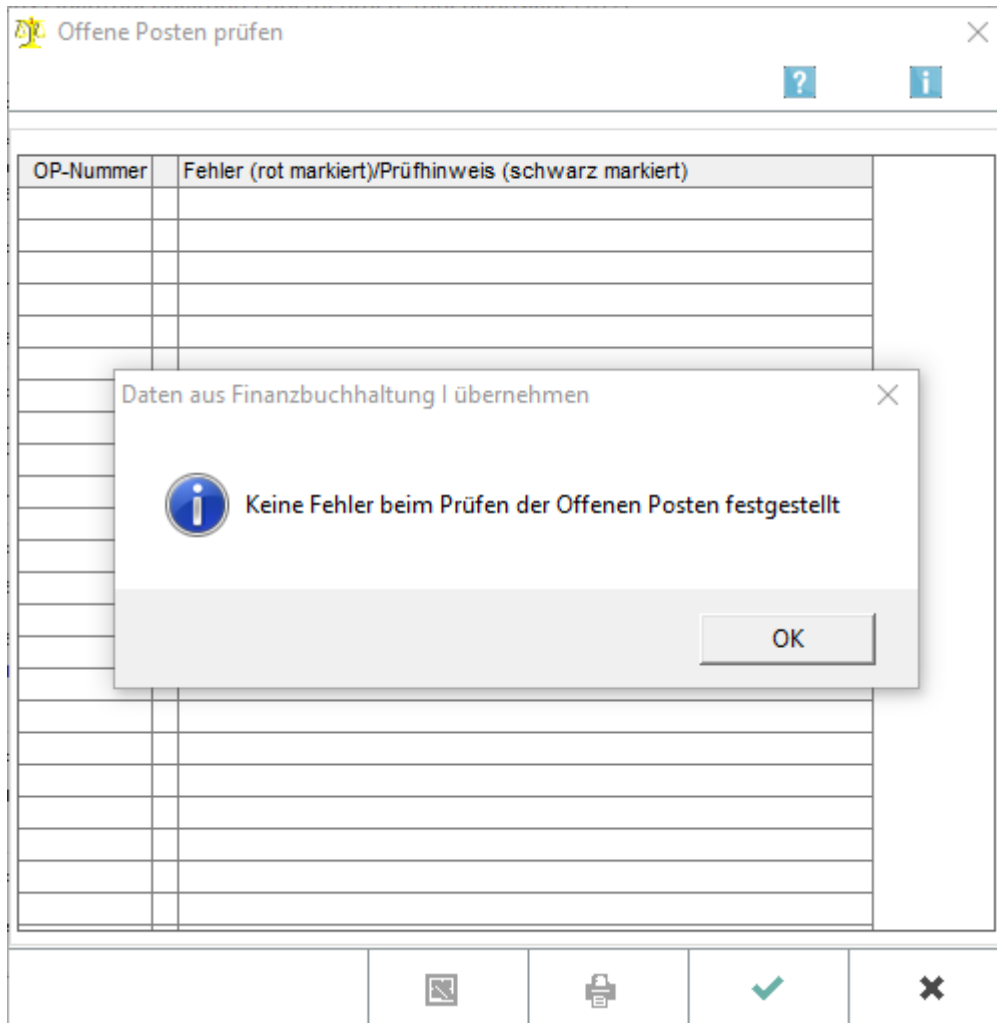 Offene Posten prüfen
OP-Nummer Fehler (rot markiert)/Prüfhinweis (schwarz markiert)
Daten aus Finanzbuchhaltung I übernehmen
Keine Fehler beim Prüfen der Offenen Posten festgestellt
OK